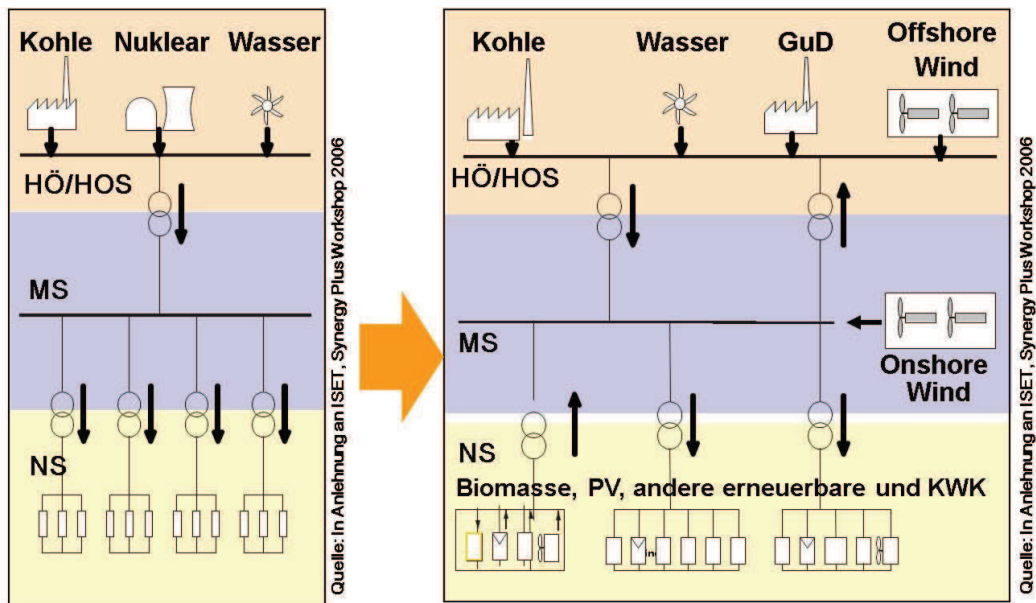 Kohle Nuklear Wasser
HÖ/HOS
MS
NS
Quelle: In Anlehnung an ISET, Synergy Plus Workshop 2006
Kohle Wasser GuD Offshore
Wind
HÖ/HOS
MS
Onshore
Wind
NS
Biomasse, PV, andere erneuerbare und KWK
Quelle: In Anlehnung an ISET, Synergy Plus Workshop 2006